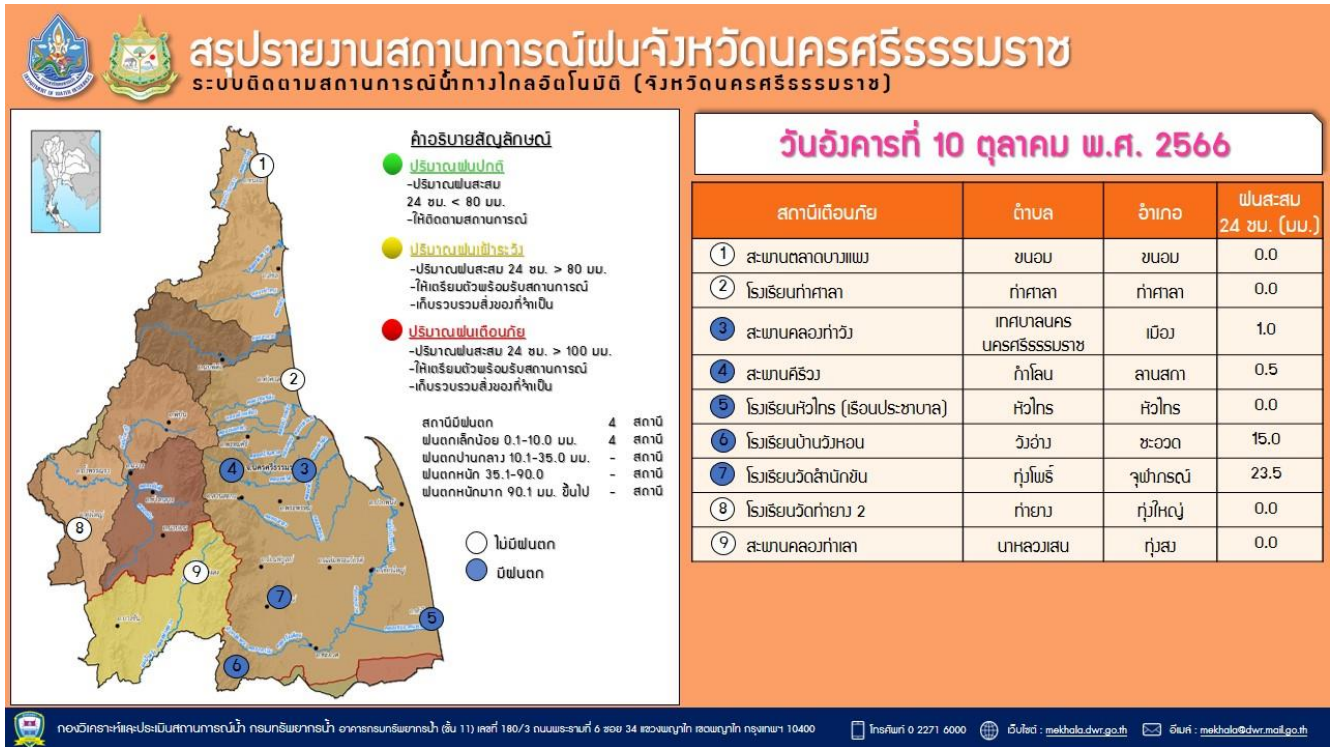 สรุปรายงานสถานการณ์ฝนจังหวัดนครศรีธรรมราช
ระบบติดตามสถานการณ์น้ำทางไกลอัตโนมัติ (จังหวัดนครศรีธรรมราช)
คำอธิบายสัญลักษณ์
ปริมาณฝนปกติ
-ปริมาณฝนสะสม
24 ชม. < 80 มม.
-ให้ติดตามสถานการณ์
ปริมาณฝนเฝ้าระวัง
-ปริมาณฝนสะสม 24 ชม. > 80 มม.
-ให้เตรียมตัวพร้อมรับสถานการณ์
-เก็บรวบรวมสิ่งของที่จำเป็น
ปริมาณฝนเตือนภัย
-ปริมาณฝนสะสม 24 ชม. > 100 มม.
-ให้เตรียมตัวพร้อมรับสถานการณ์
-เก็บรวบรวมสิ่งของที่จำเป็น
สถานีมีฝนตก 4 สถานี
ฝนตกเล็กน้อย 0.1-10.0 มม. 4 สถานี
ฝนตกปานกลาง 10.1-35.0 มม. - สถานี
ฝนตกหนัก 35.1-90.0 - สถานี
ฝนตกหนักมาก 90.1 มม. ขึ้นไป - สถานี
ไม่มีฝนตก
มีฝนตก
1
2
4
3
8
9
7
5
6
วันอังคารที่ 10 ตุลาคม พ.ศ. 2566
สถานีเตือนภัย ตำบล อำเภอ ฝนสะสม
24 ชม. (มม.)
1 สะพานตลาดบางแพง ขนอม ขนอม 0.0
2 โรงเรียนท่าศาลา ท่าศาลา ท่าศาลา 0.0
3 สะพานคลองท่าวัง เทศบาลนคร
นครศรีธรรมราช เมือง 1.0
4 สะพานคีรีวง กำโลน ลานสกา 0.5
5 โรงเรียนหัวไทร (เรือนประชาบาล) หัวไทร หัวไทร 0.0
6 โรงเรียนบ้านวังหอน วังอ่าง ชะอวด 15.0
7 โรงเรียนวัดสำนักขัน ทุ่งโพธิ์ จุฬาภรณ์ 23.5
8 โรงเรียนวัดท่ายาง 2 ท่ายาง ทุ่งใหญ่ 0.0
9 สะพานคลองท่าเลา นาหลวงเสน ทุ่งสง 0.0
กองวิเคราะห์และประเมินสถานการณ์น้ำ กรมทรัพยากรน้ำ อาคารกรมทรัพยากรน้ำ (ชั้น 11) เลขที่ 180/3 ถนนพระรามที่ 6 ซอย 34 แขวงพญาไท เขตพญาไท กรุงเทพฯ 10400 โทรศัพท์ 0 2271 6000 เว็บไซต์ : mekhala.dwr.go.th อีเมล์ : mekhala@dwr.mail.go.th